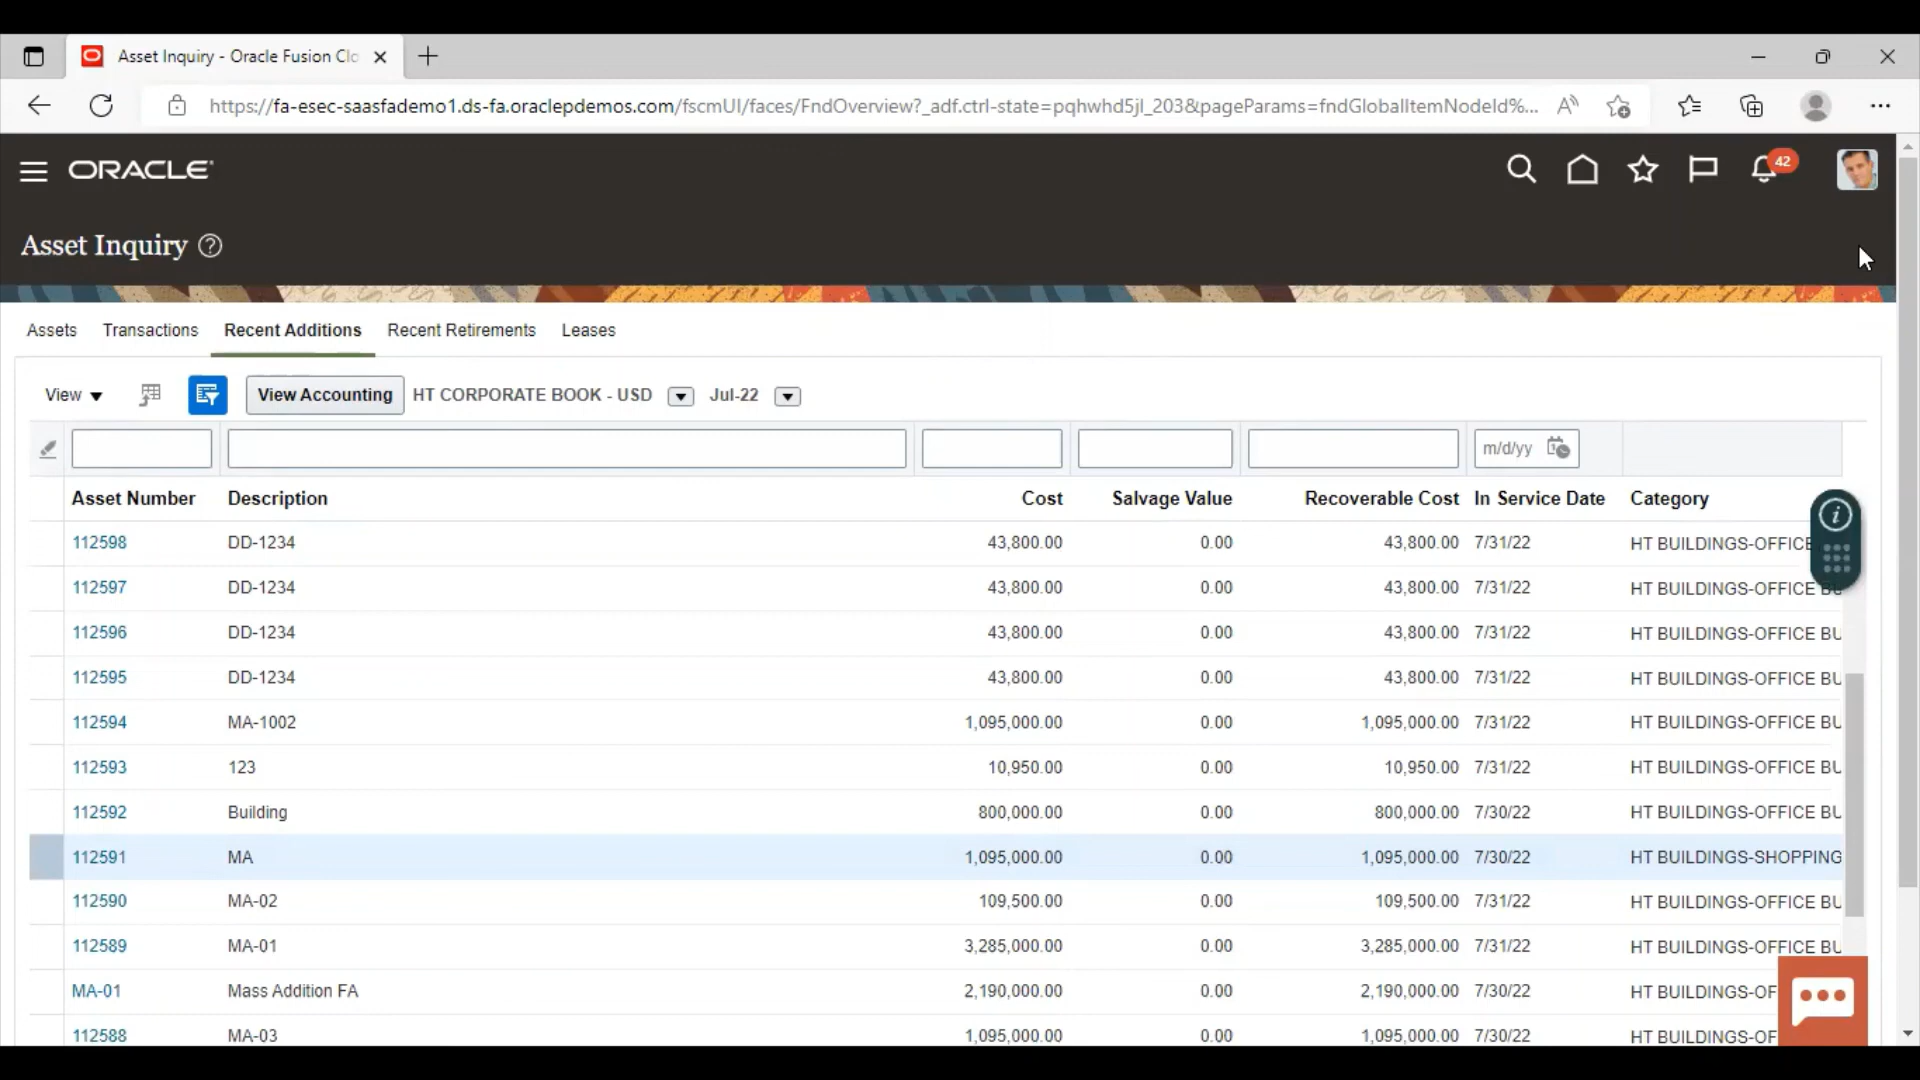 Asset Inquiry - Oracle Fusion Clo
https://fa-esec-saasfademo1.ds-fa.oraclepdemos.com/fscmUI/faces/FndOverview?_adf.ctrl-state=pqhwhd5jl_203&pageParams=fndGlobalItemNodeId%...
ORACLE
42
Asset Inquiry
Assets Transactions Recent Additions Recent Retirements Leases
View View Accounting HT CORPORATE BOOK - USD Jul-22
m/d/yy
Asset Number Description Cost Salvage Value Recoverable Cost In Service Date Category
112598 DD-1234 43,800.00 0.00 43,800.00 7/31/22 HT BUILDINGS-OFFICE
112597 DD-1234 43,800.00 0.00 43,800.00 7/31/22 HT BUILDINGS-OFFICE BU
112596 DD-1234 43,800.00 0.00 43,800.00 7/31/22 HT BUILDINGS-OFFICE BU
112595 DD-1234 43,800.00 0.00 43,800.00 7/31/22 HT BUILDINGS-OFFICE BU
112594 MA-1002 1,095,000.00 0.00 1,095,000.00 7/31/22 HT BUILDINGS-OFFICE BU
112593 123 10,950.00 0.00 10,950.00 7/31/22 HT BUILDINGS-OFFICE BU
112592 Building 800,000.00 0.00 800,000.00 7/30/22 HT BUILDINGS-OFFICE BU
112591 MA 1,095,000.00 0.00 1,095,000.00 7/30/22 HT BUILDINGS-SHOPPING
112590 MA-02 109,500.00 0.00 109,500.00 7/31/22 HT BUILDINGS-OFFICE BU
112589 MA-01 3,285,000.00 0.00 3,285,000.00 7/31/22 HT BUILDINGS-OFFICE BU
MA-01 Mass Addition FA 2,190,000.00 0.00 2,190,000.00 7/30/22 HT BUILDINGS-OF
112588 MA-03 1,095,000.00 0.00 1,095,000.00 7/30/22 HT BUILDINGS-OF